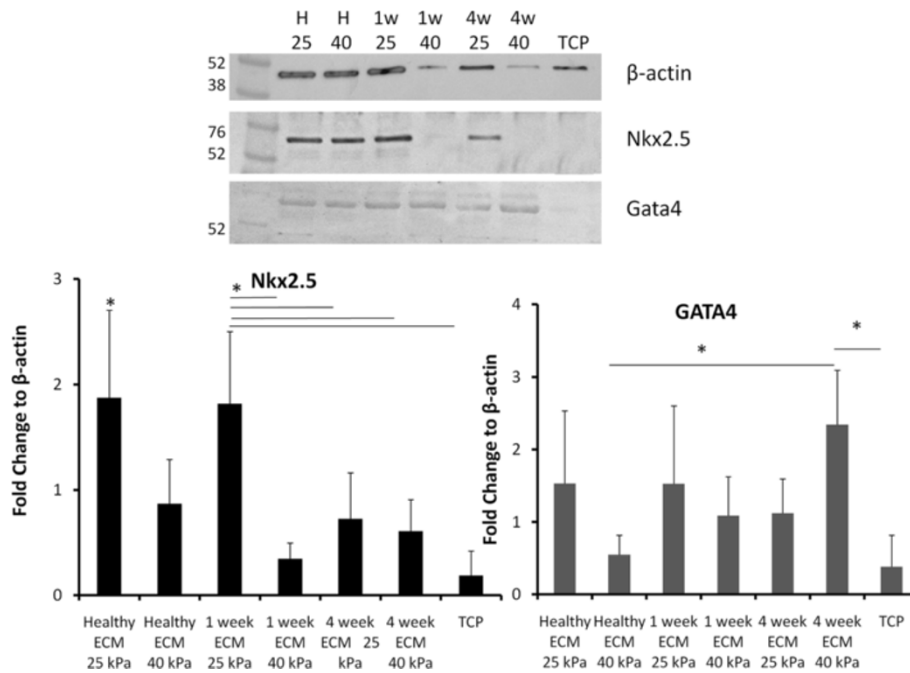 H H 1w 1w 4w 4w
25 40 25 40 25 40 TCP
52
38
β-actin
76
52
Nkx2.5
52
Gata4
Nkx2.5
*
*
3
2
1
0
Fold Change to β-actin
Healthy ECM 25 kPa
Healthy ECM 40 kPa
1 week ECM 25 kPa
1 week ECM 40 kPa
4 week ECM 25 kPa
4 week ECM 40 kPa
TCP
GATA4
*
*
4
3
2
1
0
Fold Change to β-actin
Healthy ECM 25 kPa
Healthy ECM 40 kPa
1 week ECM 25 kPa
1 week ECM 40 kPa
4 week ECM 25 kPa
4 week ECM 40 kPa
TCP